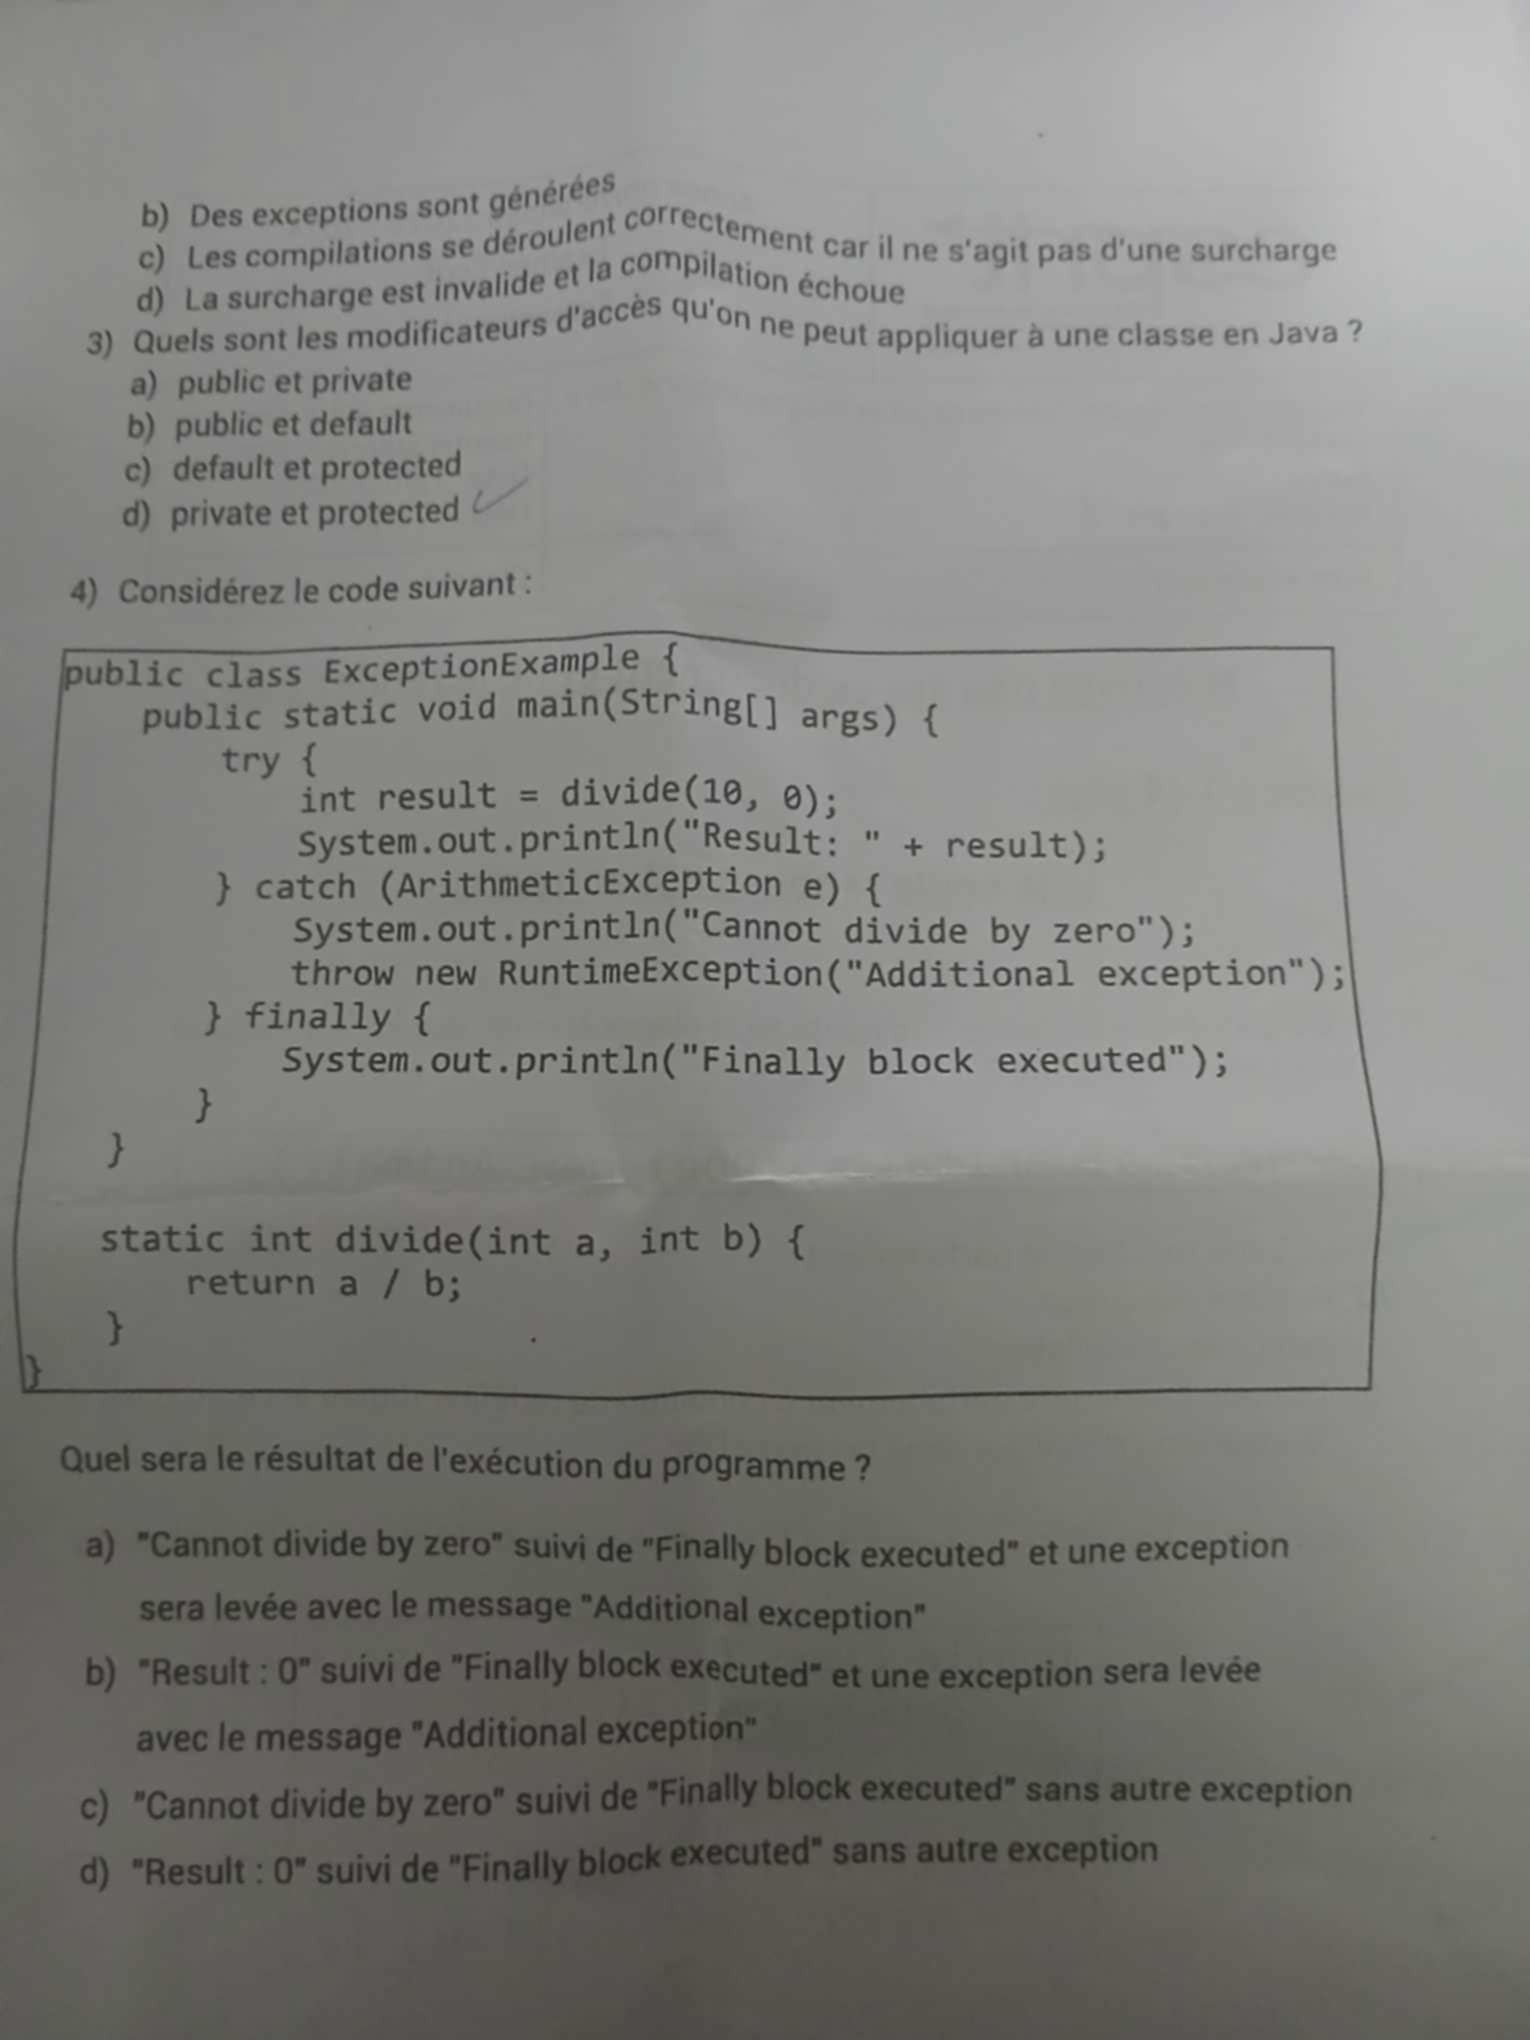 b) Des exceptions sont générées
c) Les compilations se déroulent correctement car il ne s'agit pas d'une surcharge
d) La surcharge est invalide et la compilation échoue
3) Quels sont les modificateurs d'accès qu'on ne peut appliquer à une classe en Java ?
a) public et private
b) public et default
c) default et protected
d) private et protected
4) Considérez le code suivant :
public class ExceptionExample {
public static void main(String[] args) {
try {
int result = divide(10, 0);
System.out.println("Result: " + result);
} catch (ArithmeticException e) {
System.out.println("Cannot divide by zero");
throw new RuntimeException("Additional exception");
} finally {
System.out.println("Finally block executed");
}
}
static int divide(int a, int b) {
return a / b;
}
}
Quel sera le résultat de l'exécution du programme ?
a) "Cannot divide by zero" suivi de "Finally block executed" et une exception
sera levée avec le message "Additional exception"
b) "Result : 0" suivi de "Finally block executed" et une exception sera levée
avec le message "Additional exception"
c) "Cannot divide by zero" suivi de "Finally block executed" sans autre exception
d) "Result : 0" suivi de "Finally block executed" sans autre exception